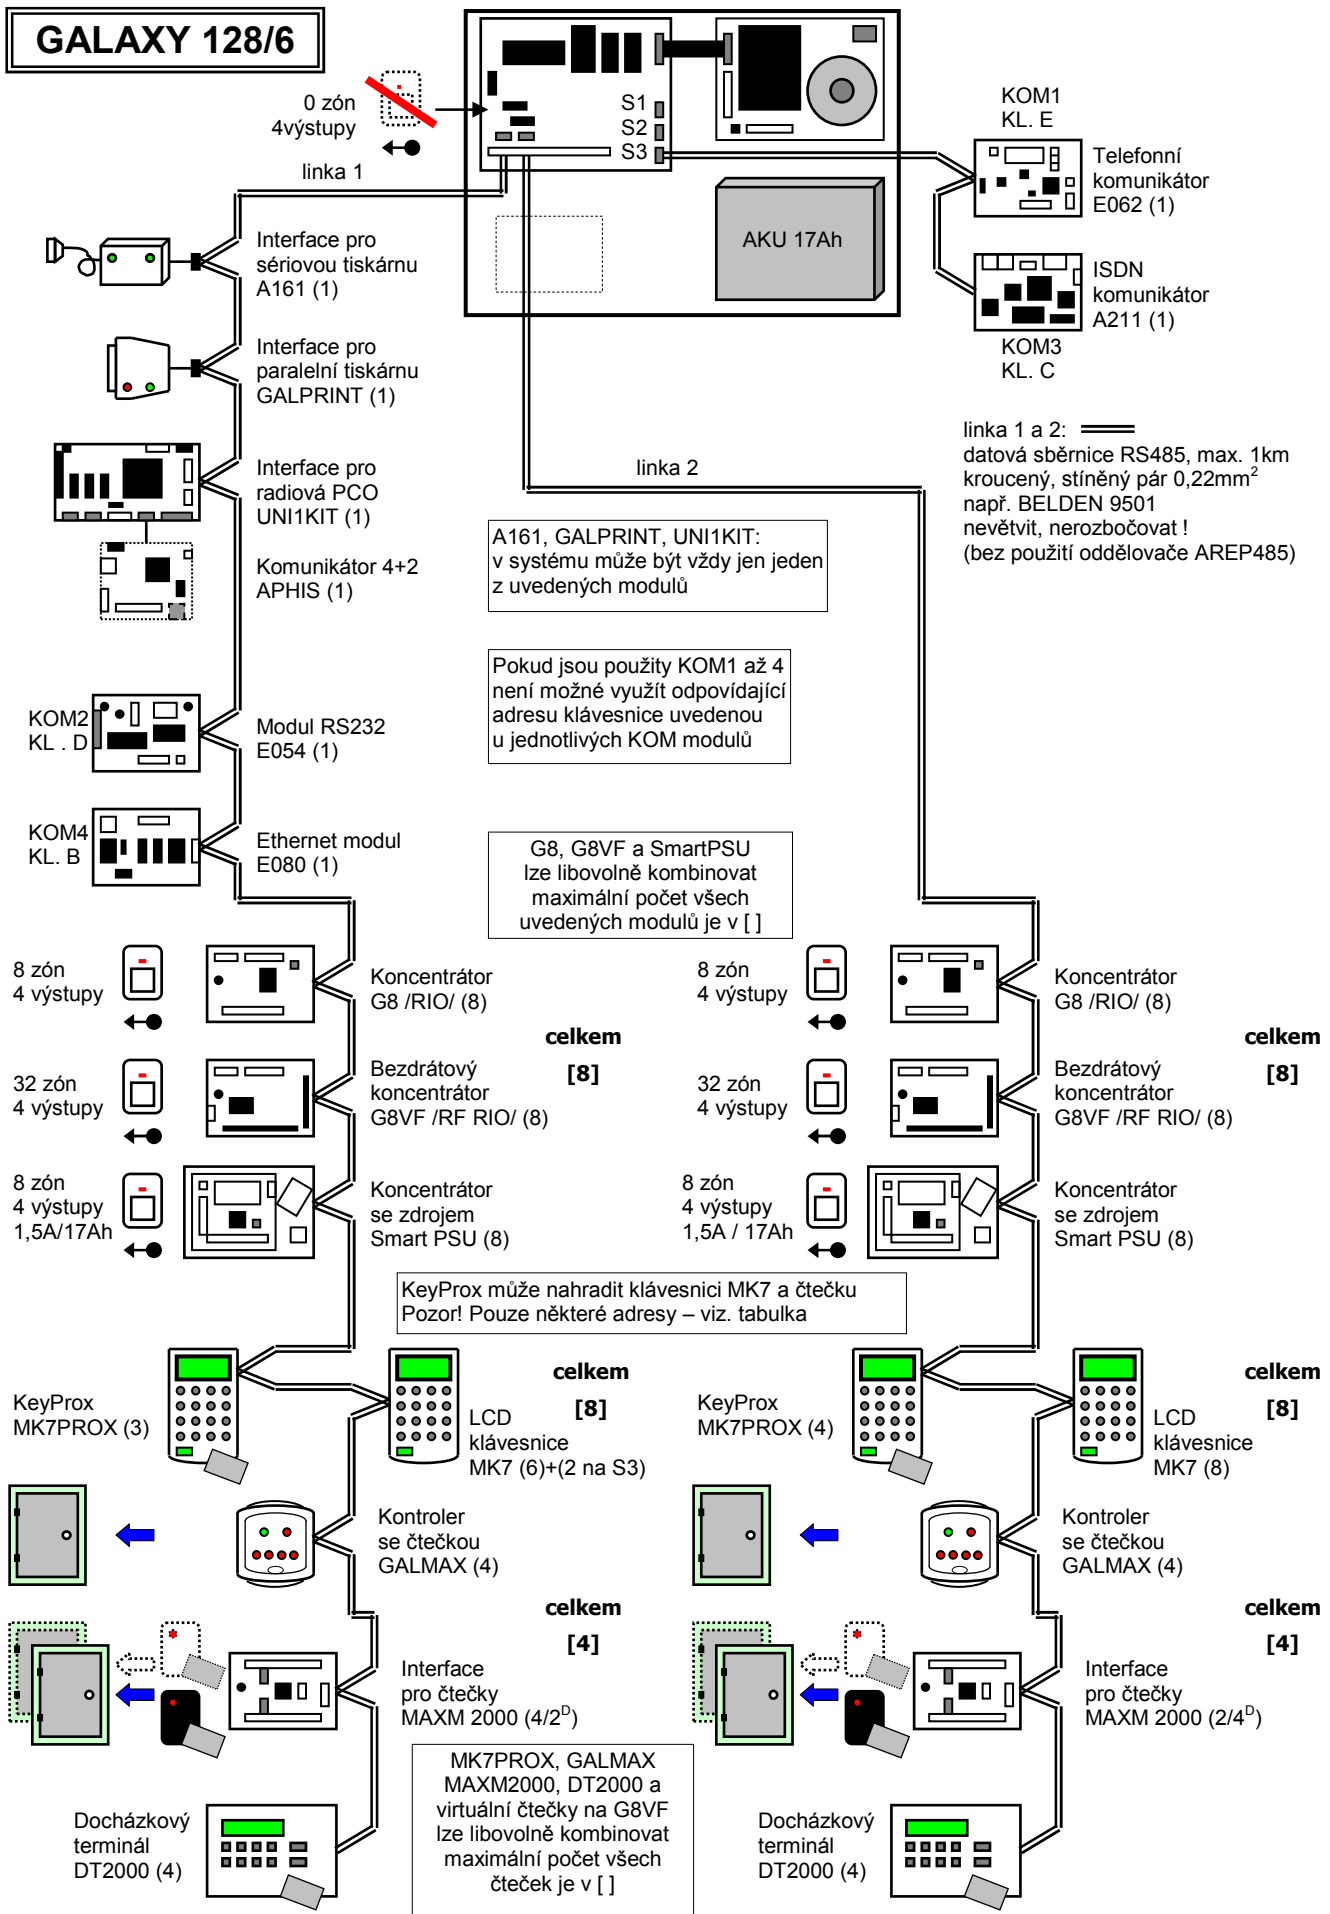 GALAXY 128/6
0 zón
4výstupy
S1
S2
S3
linka 1
AKU 17Ah
KOM1
KL. E
Telefonní
komunikátor
E062 (1)
ISDN
komunikátor
A211 (1)
KOM3
KL. C
Interface pro
sériovou tiskárnu
A161 (1)
Interface pro
paralelní tiskárnu
GALPRINT (1)
linka 1 a 2:
datová sběrnice RS485, max. 1km
kroucený, stíněný pár 0,22mm²
např. BELDEN 9501
nevětvit, nerozbočovat !
(bez použití oddělovače AREP485)
Interface pro
radiová PCO
UNI1KIT (1)
linka 2
A161, GALPRINT, UNI1KIT:
v systému může být vždy jen jeden
z uvedených modulů
Komunikátor 4+2
APHIS (1)
Pokud jsou použity KOM1 až 4
není možné využít odpovídající
adresu klávesnice uvedenou
u jednotlivých KOM modulů
KOM2
KL . D
Modul RS232
E054 (1)
KOM4
KL. B
Ethernet modul
E080 (1)
G8, G8VF a SmartPSU
lze libovolně kombinovat
maximální počet všech
uvedených modulů je v [ ]
8 zón
4 výstupy
Koncentrátor
G8 /RIO/ (8)
8 zón
4 výstupy
Koncentrátor
G8 /RIO/ (8)
celkem
[8]
celkem
[8]
32 zón
4 výstupy
Bezdrátový
koncentrátor
G8VF /RF RIO/ (8)
32 zón
4 výstupy
Bezdrátový
koncentrátor
G8VF /RF RIO/ (8)
8 zón
4 výstupy
1,5A/17Ah
Koncentrátor
se zdrojem
Smart PSU (8)
8 zón
4 výstupy
1,5A / 17Ah
Koncentrátor
se zdrojem
Smart PSU (8)
KeyProx může nahradit klávesnici MK7 a čtečku
Pozor! Pouze některé adresy – viz. tabulka
KeyProx
MK7PROX (3)
celkem
[8]
LCD
klávesnice
MK7 (6)+(2 na S3)
KeyProx
MK7PROX (4)
celkem
[8]
LCD
klávesnice
MK7 (8)
Kontroler
se čtečkou
GALMAX (4)
Kontroler
se čtečkou
GALMAX (4)
celkem
[4]
celkem
[4]
Interface
pro čtečky
MAXM 2000 (4/2ᴰ)
Interface
pro čtečky
MAXM 2000 (2/4ᴰ)
MK7PROX, GALMAX
MAXM2000, DT2000 a
virtuální čtečky na G8VF
lze libovolně kombinovat
maximální počet všech
čteček je v [ ]
Docházkový
terminál
DT2000 (4)
Docházkový
terminál
DT2000 (4)